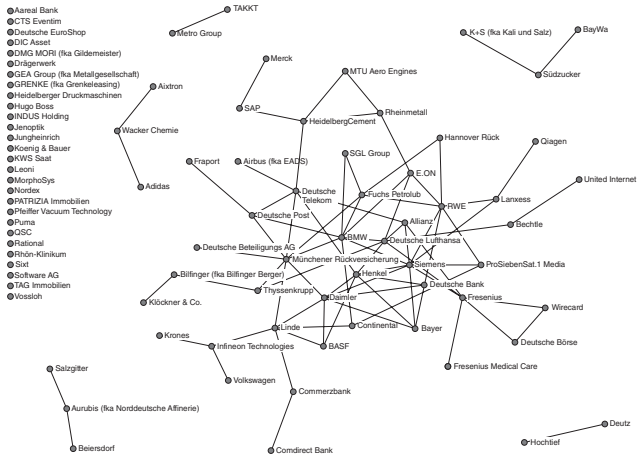 Aareal Bank
CTS Eventim
Deutsche EuroShop
DIC Asset
DMG MORI (fka Gildemeister)
Drägerwerk
GEA Group (fka Metallgesellschaft)
GRENKE (fka Grenkeleasing)
Heidelberger Druckmaschinen
Hugo Boss
INDUS Holding
Jenoptik
Jungheinrich
Koenig & Bauer
KWS Saat
Leoni
MorphoSys
Nordex
PATRIZIA Immobilien
Pfeiffer Vacuum Technology
Puma
QSC
Rational
Rhön-Klinikum
Sixt
Software AG
TAG Immobilien
Vossloh
TAKKT
Metro Group
K+S (fka Kali und Salz)
BayWa
Südzucker
Merck
MTU Aero Engines
Aixtron
SAP
Rheinmetall
HeidelbergCement
Wacker Chemie
Hannover Rück
Qiagen
SGL Group
Fraport
Airbus (fka EADS)
E.ON
United Internet
Adidas
Deutsche
Telekom
Fuchs Petrolub
Lanxess
RWE
Deutsche Post
Allianz
Bechtle
BMW
Deutsche Lufthansa
Deutsche Beteiligungs AG
Münchener Rückversicherung
Siemens
ProSiebenSat.1 Media
Bilfinger (fka Bilfinger Berger)
Henkel
Thyssenkrupp
Deutsche Bank
Klöckner & Co.
Daimler
Fresenius
Wirecard
Krones
Linde
Continental
Bayer
Infineon Technologies
BASF
Deutsche Börse
Salzgitter
Volkswagen
Fresenius Medical Care
Commerzbank
Aurubis (fka Norddeutsche Affinerie)
Deutz
Beiersdorf
Comdirect Bank
Hochtief